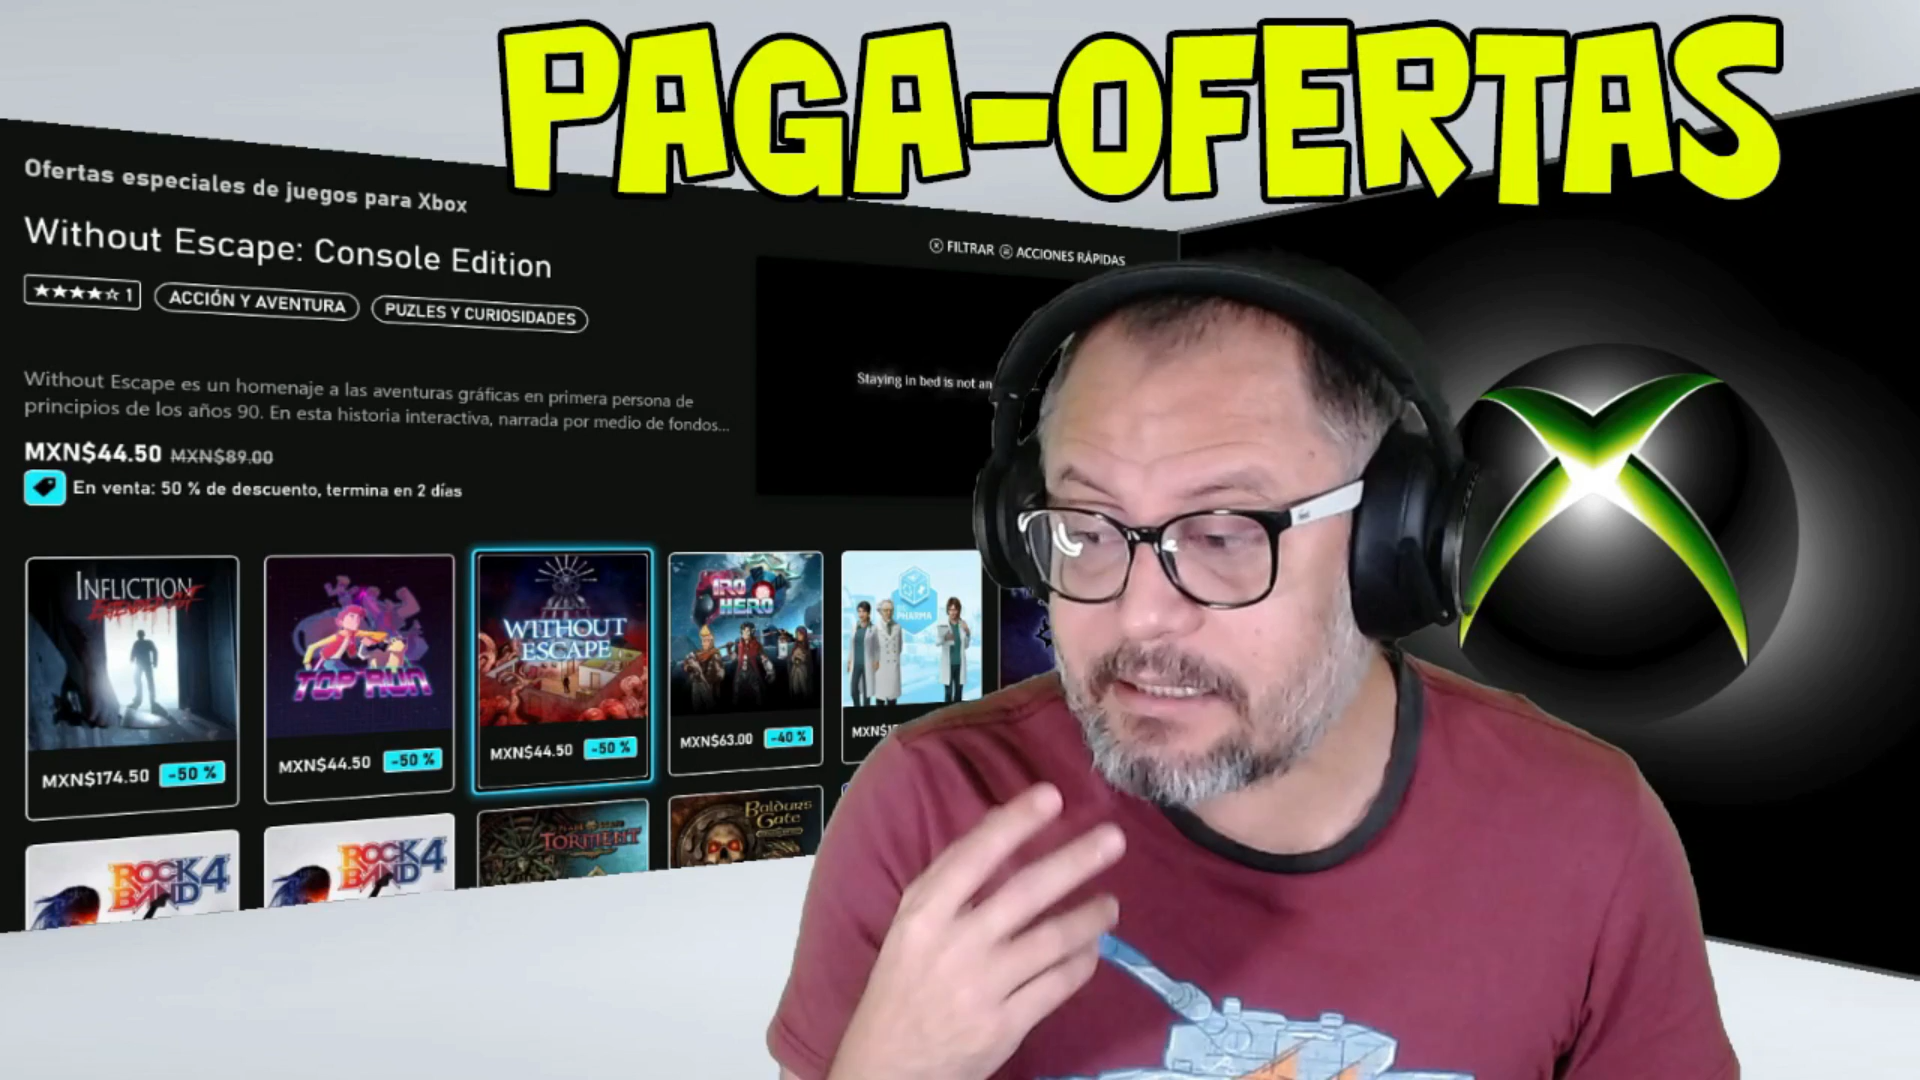 PAGA-OFERTAS
Ofertas especiales de juegos para Xbox
Without Escape: Console Edition
FILTRAR ACCIONES RÁPIDAS
★★★★☆ 1
ACCIÓN Y AVENTURA
PUZLES Y CURIOSIDADES
Without Escape es un homenaje a las aventuras gráficas en primera persona de
principios de los años 90. En esta historia interactiva, narrada por medio de fondos...
Staying in bed is not an
MXN$44.50 MXN$89.00
En venta: 50 % de descuento, termina en 2 días
INFLICTION
EXTENDED CUT
MXN$174.50 -50 %
TOP RUN
MXN$44.50 -50 %
WITHOUT
ESCAPE
MXN$44.50 -50 %
HERO
MXN$63.00 -40 %
PHARMA
ROCK
BAND 4
ROCK
BAND 4
TORMENT
Baldurs
Gate